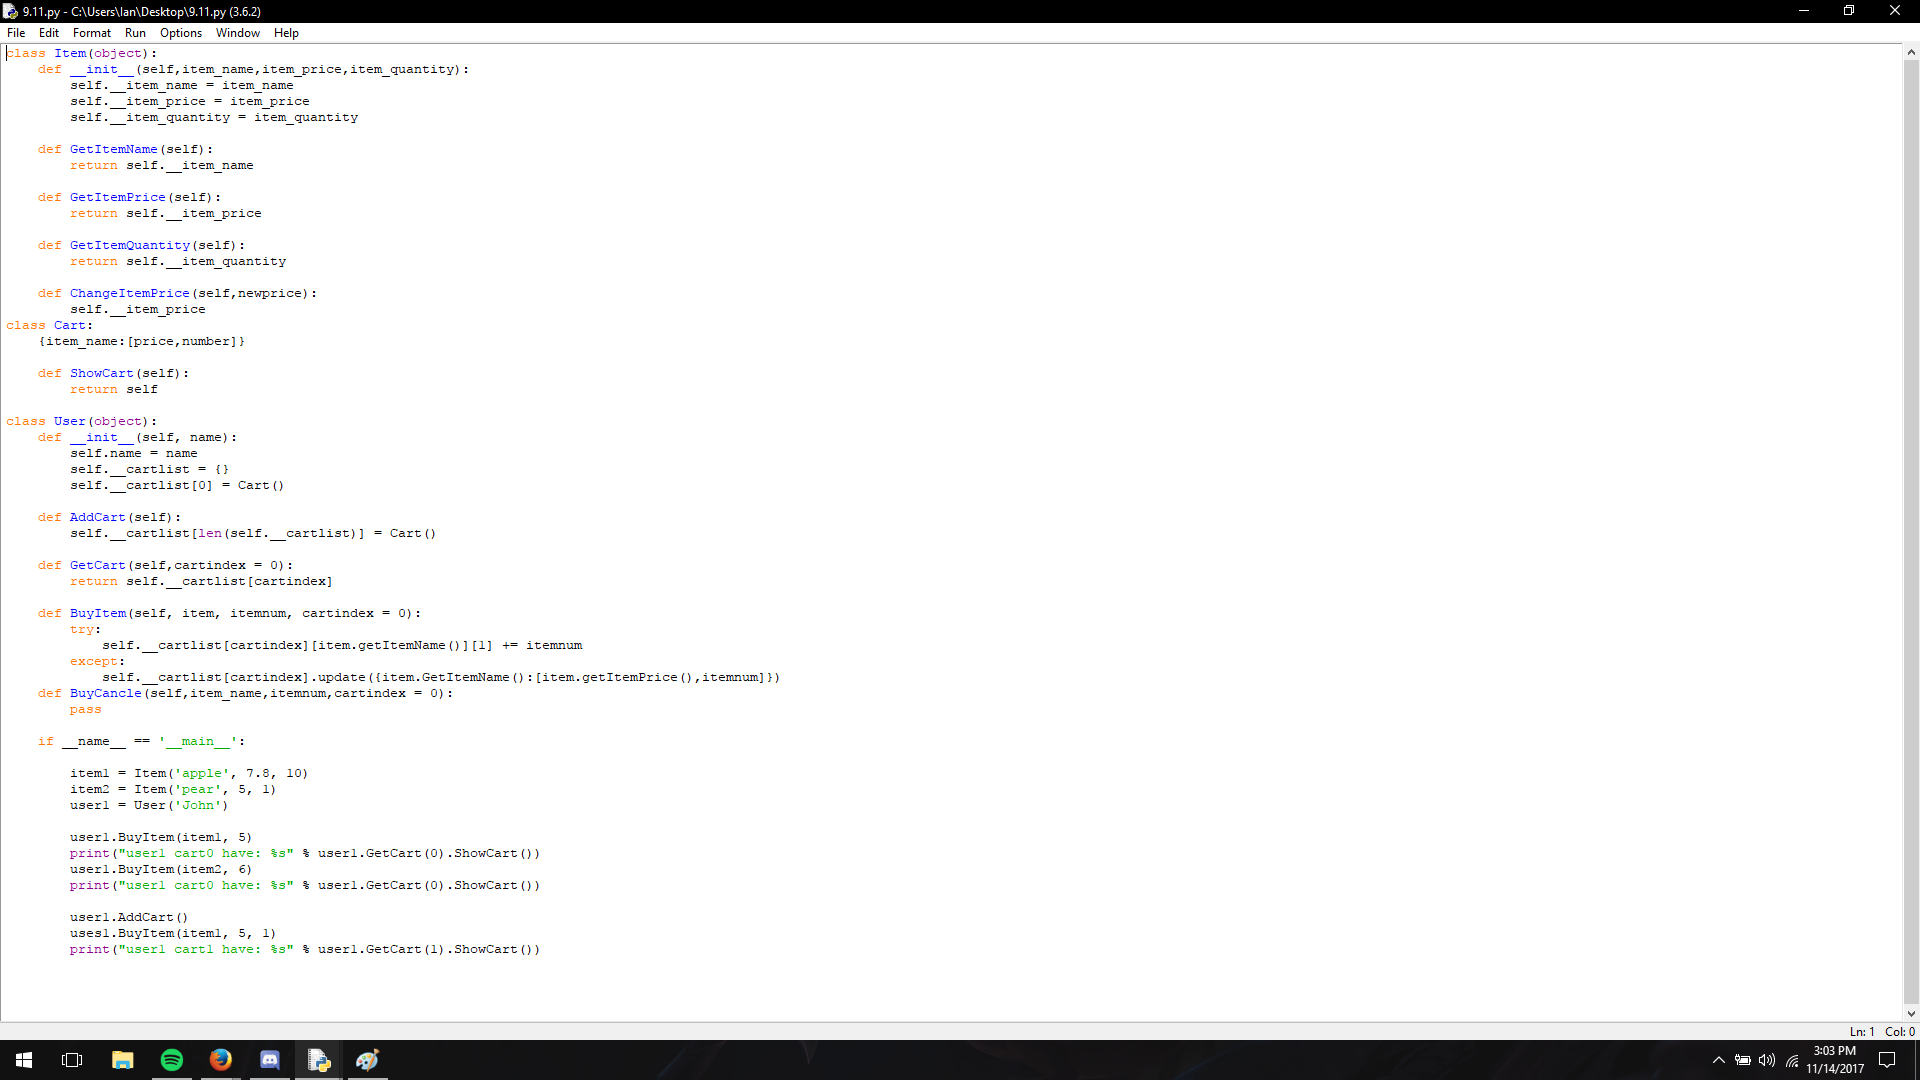 9.11.py - C:\Users\Ian\Desktop\9.11.py (3.6.2)
File Edit Format Run Options Window Help
class Item(object):
    def __init__(self,item_name,item_price,item_quantity):
        self.__item_name = item_name
        self.__item_price = item_price
        self.__item_quantity = item_quantity

    def GetItemName(self):
        return self.__item_name

    def GetItemPrice(self):
        return self.__item_price

    def GetItemQuantity(self):
        return self.__item_quantity

    def ChangeItemPrice(self,newprice):
        self.__item_price
class Cart:
    {item_name:[price,number]}

    def ShowCart(self):
        return self

class User(object):
    def __init__(self, name):
        self.name = name
        self.__cartlist = {}
        self.__cartlist[0] = Cart()

    def AddCart(self):
        self.__cartlist[len(self.__cartlist)] = Cart()

    def GetCart(self,cartindex = 0):
        return self.__cartlist[cartindex]

    def BuyItem(self, item, itemnum, cartindex = 0):
        try:
            self.__cartlist[cartindex][item.getItemName()][1] += itemnum
        except:
            self.__cartlist[cartindex].update({item.GetItemName():[item.getItemPrice(),itemnum]})
    def BuyCancle(self,item_name,itemnum,cartindex = 0):
        pass

    if __name__ == '__main__':

        item1 = Item('apple', 7.8, 10)
        item2 = Item('pear', 5, 1)
        user1 = User('John')

        user1.BuyItem(item1, 5)
        print("user1 cart0 have: %s" % user1.GetCart(0).ShowCart())
        user1.BuyItem(item2, 6)
        print("user1 cart0 have: %s" % user1.GetCart(0).ShowCart())

        user1.AddCart()
        uses1.BuyItem(item1, 5, 1)
        print("user1 cart1 have: %s" % user1.GetCart(1).ShowCart())
Ln: 1 Col: 0
3:03 PM
11/14/2017